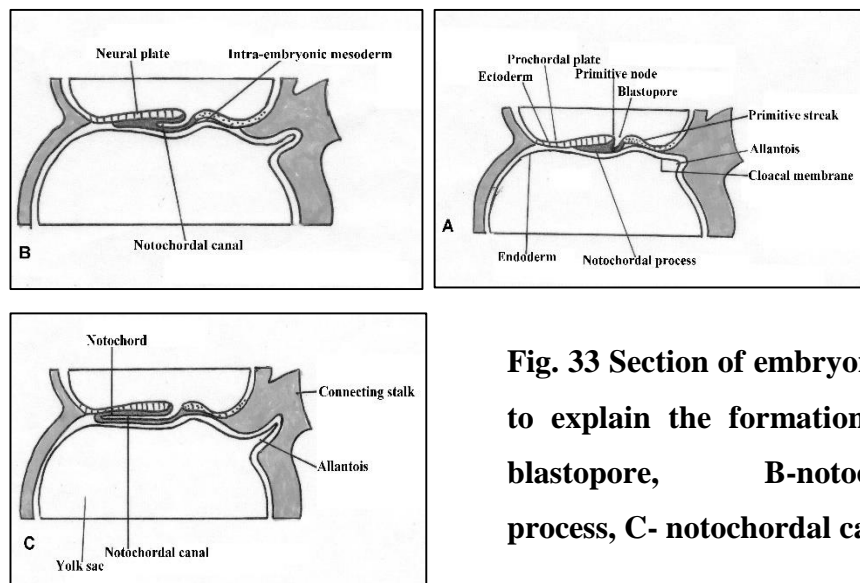 Neural plate
Intra-embryonic mesoderm
Notochordal canal
B
Prochordal plate
Ectoderm
Primitive node
Blastopore
Primitive streak
Allantois
Cloacal membrane
A
Endoderm
Notochordal process
Notochord
Connecting stalk
Allantois
Notochordal canal
Yolk sac
C
Fig. 33 Section of embryo
to explain the formation
blastopore, B-noto
process, C- notochordal ca